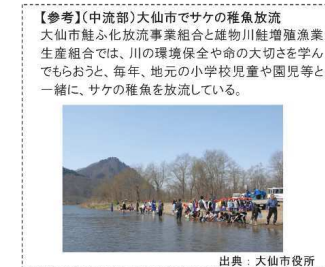 【参考】(中流部)大仙市でサケの稚魚放流
大仙市鮭ふ化放流事業組合と雄物川鮭増殖漁業
生産組合では、川の環境保全や命の大切さを学ん
でもらおうと、毎年、地元の小学校児童や園児等と
一緒に、サケの稚魚を放流している。
出典：大仙市役所